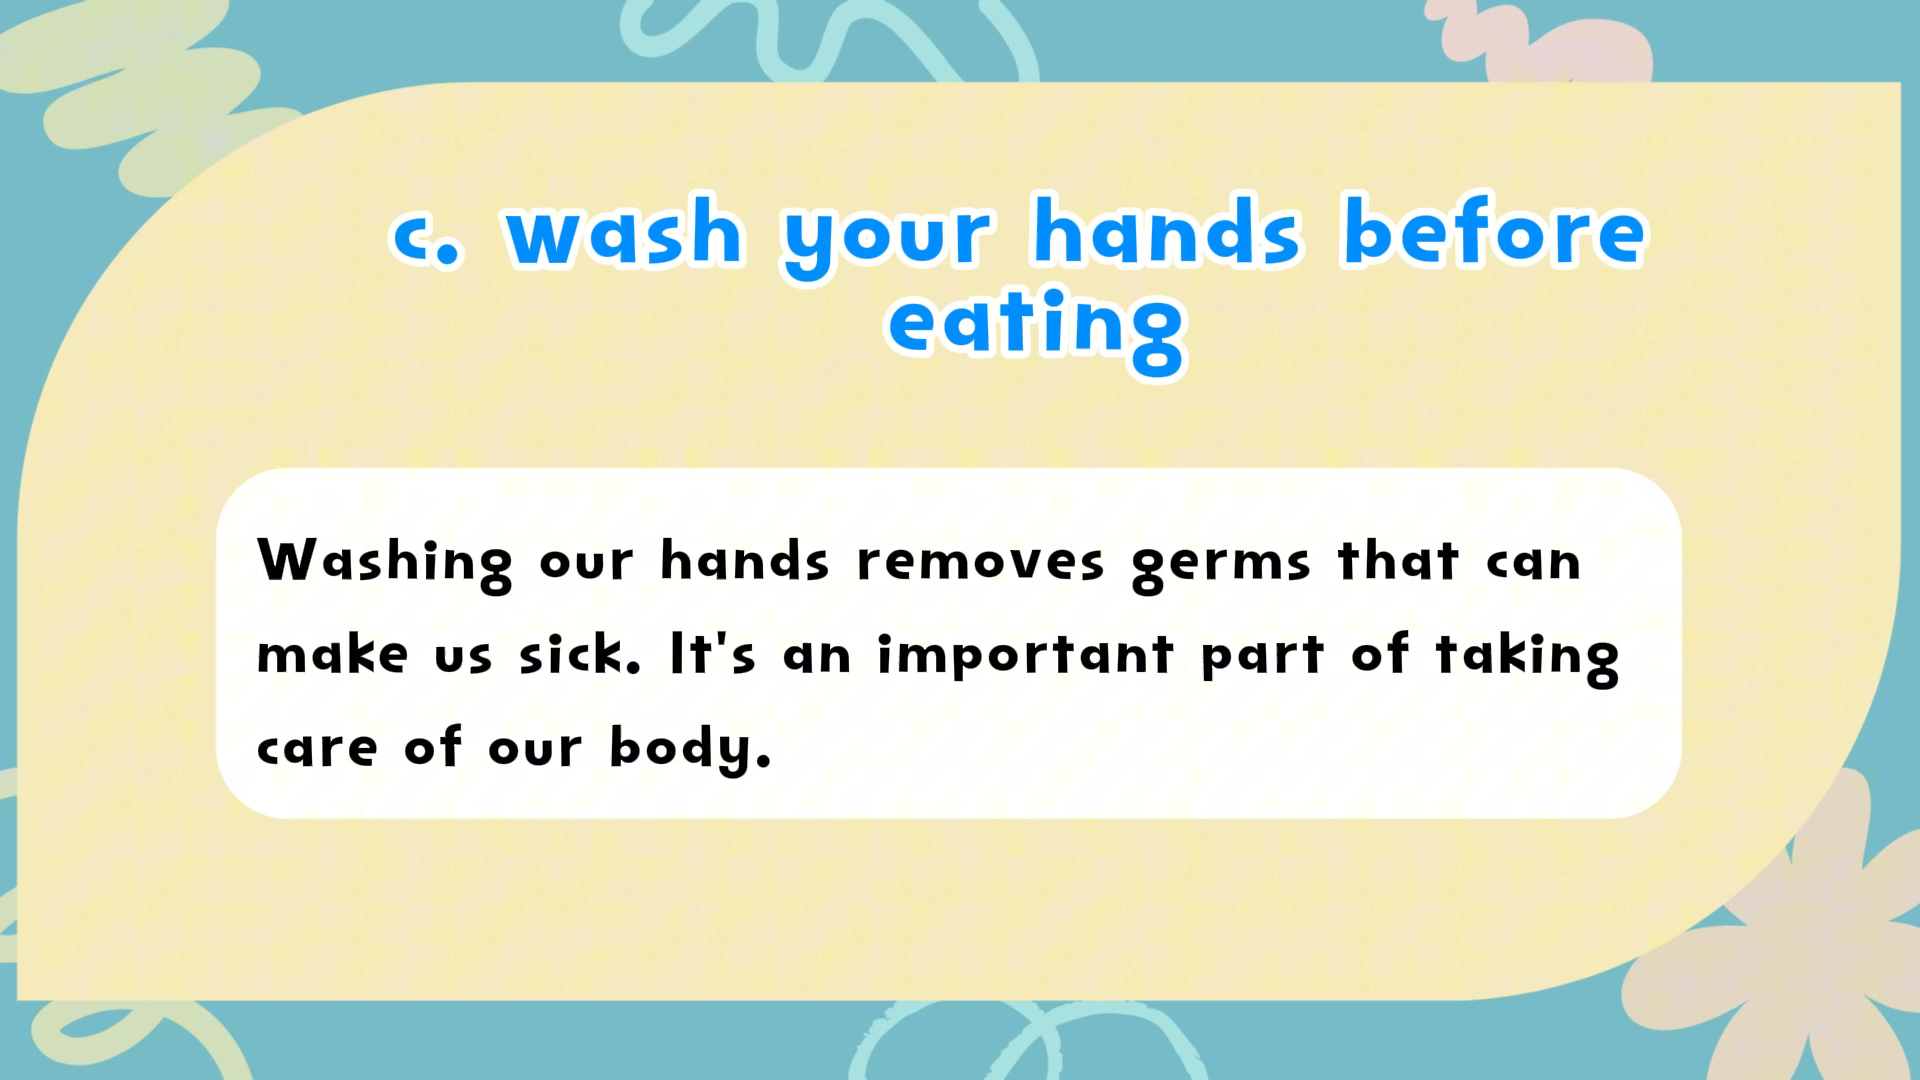 c. wash your hands before
eating
Washing our hands removes germs that can
make us sick. It's an important part of taking
care of our body.